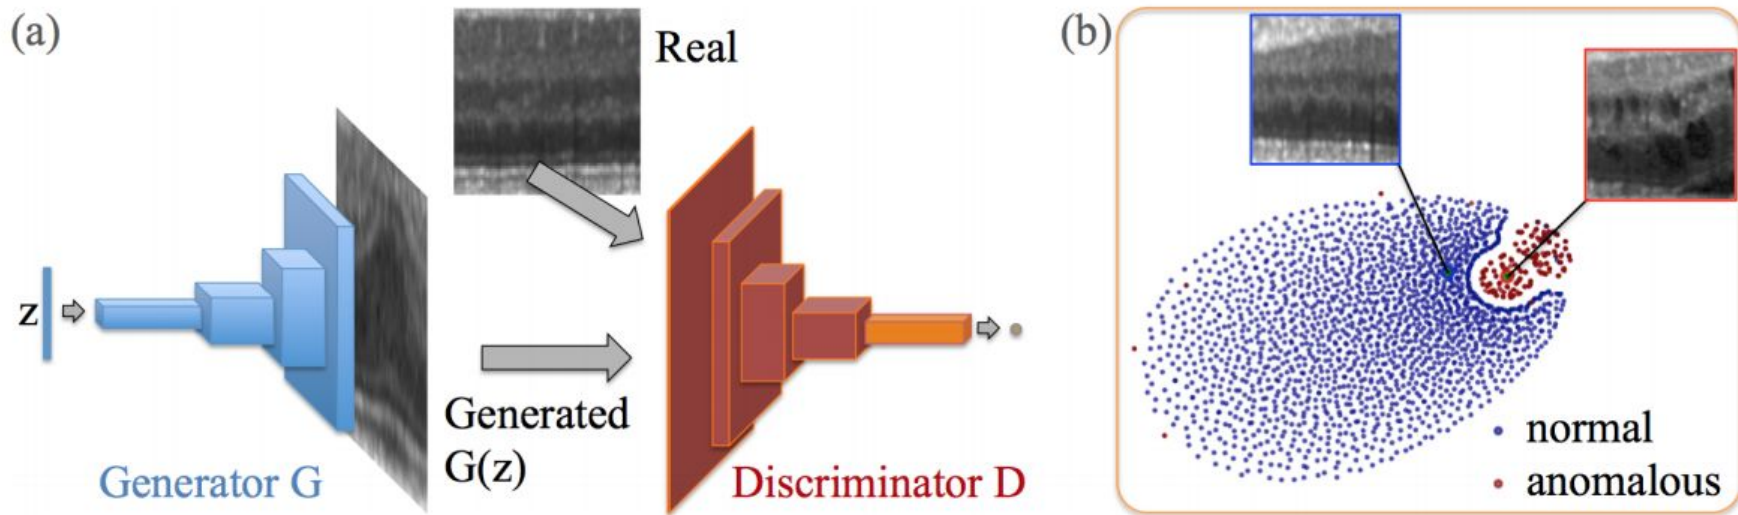 (a)
Real
z
Generated
G(z)
Generator G
Discriminator D
(b)
normal
anomalous